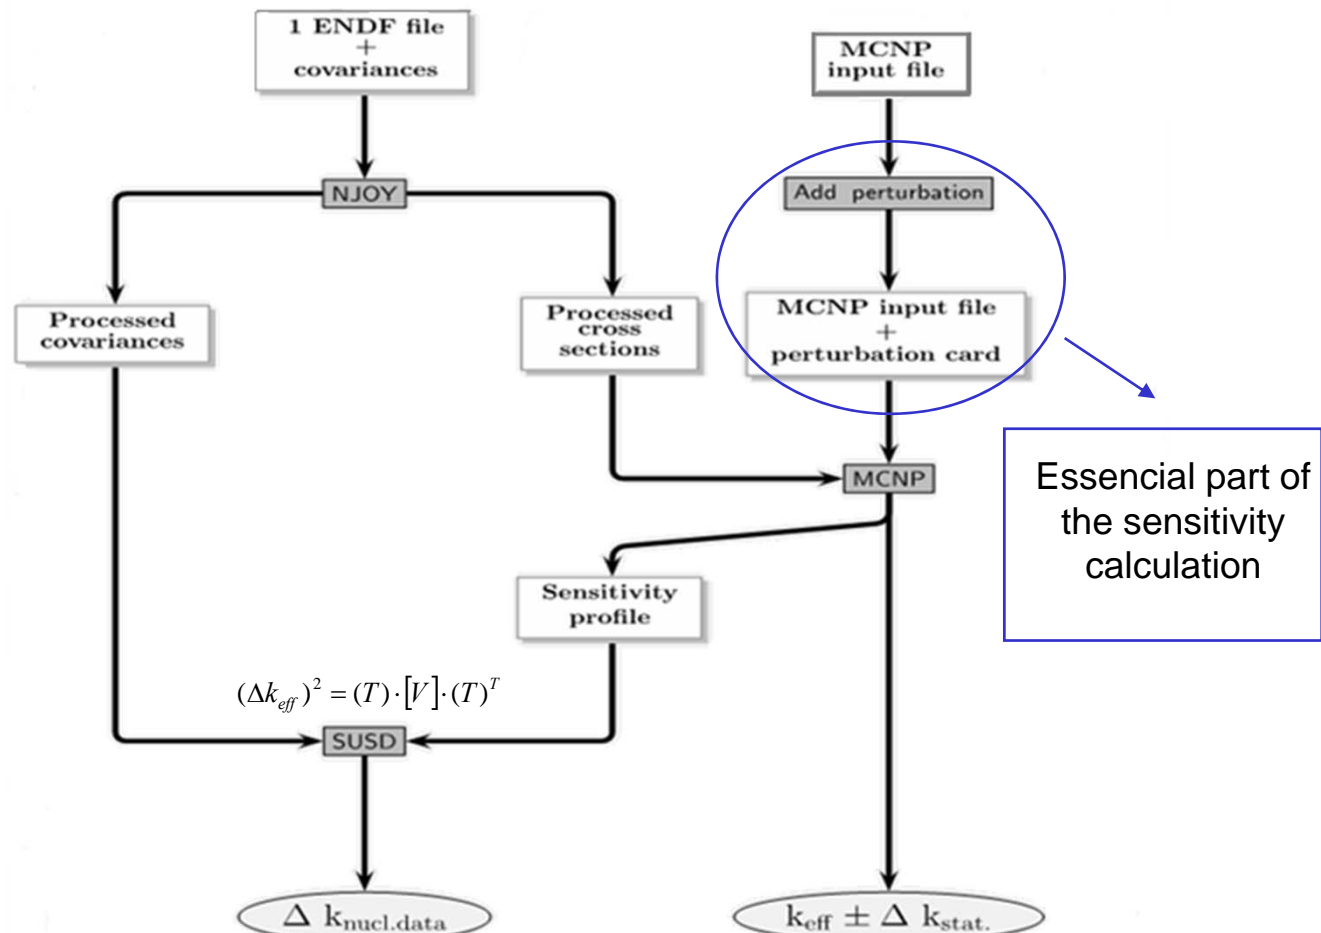 1 ENDF file
+
covariances
MCNP
input file
NJOY
Add perturbation
Processed
covariances
Processed
cross
sections
MCNP input file
+
perturbation card
MCNP
Essencial part of
the sensitivity
calculation
Sensitivity
profile
(Δk_eff)² = (T)·[V]·(T)^T
SUSD
Δ k_nucl.data
k_eff ± Δ k_stat.